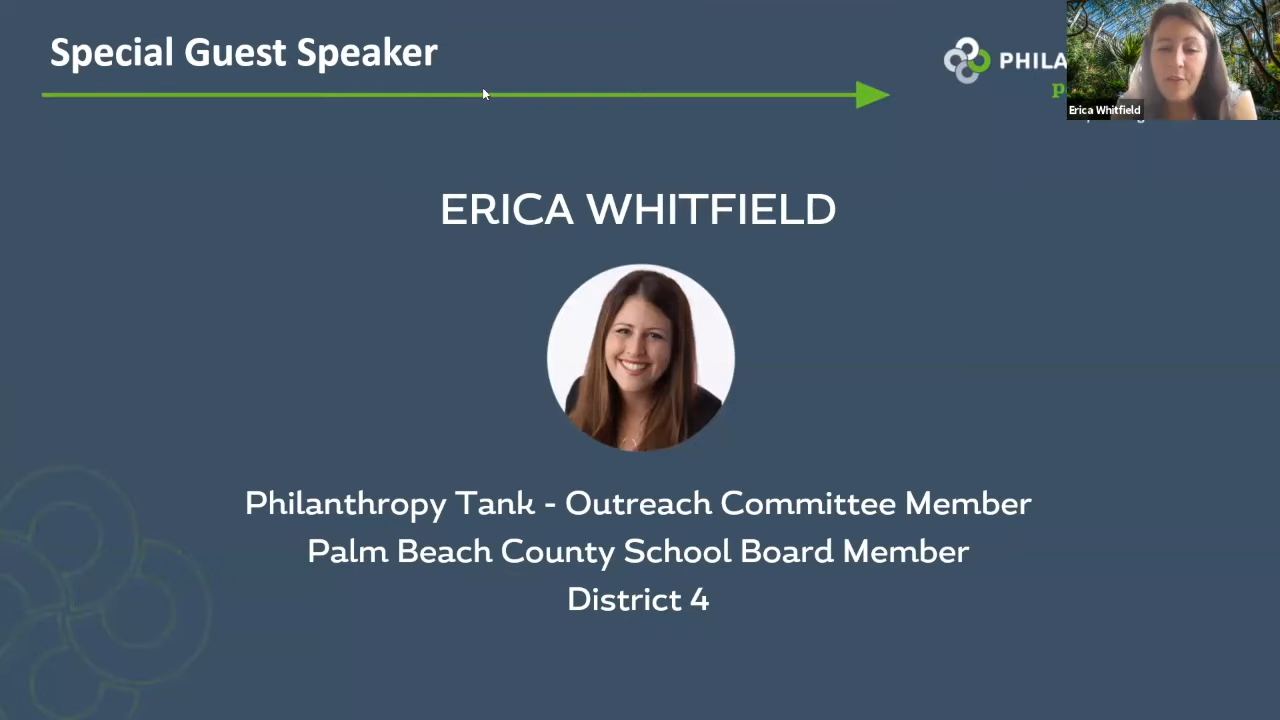 Special Guest Speaker
PHILA
Erica Whitfield
ERICA WHITFIELD
Philanthropy Tank - Outreach Committee Member
Palm Beach County School Board Member
District 4